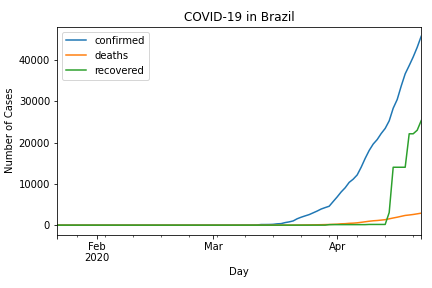 COVID-19 in Brazil
confirmed
deaths
recovered
Number of Cases
40000
30000
20000
10000
0
Feb
2020
Mar
Apr
Day